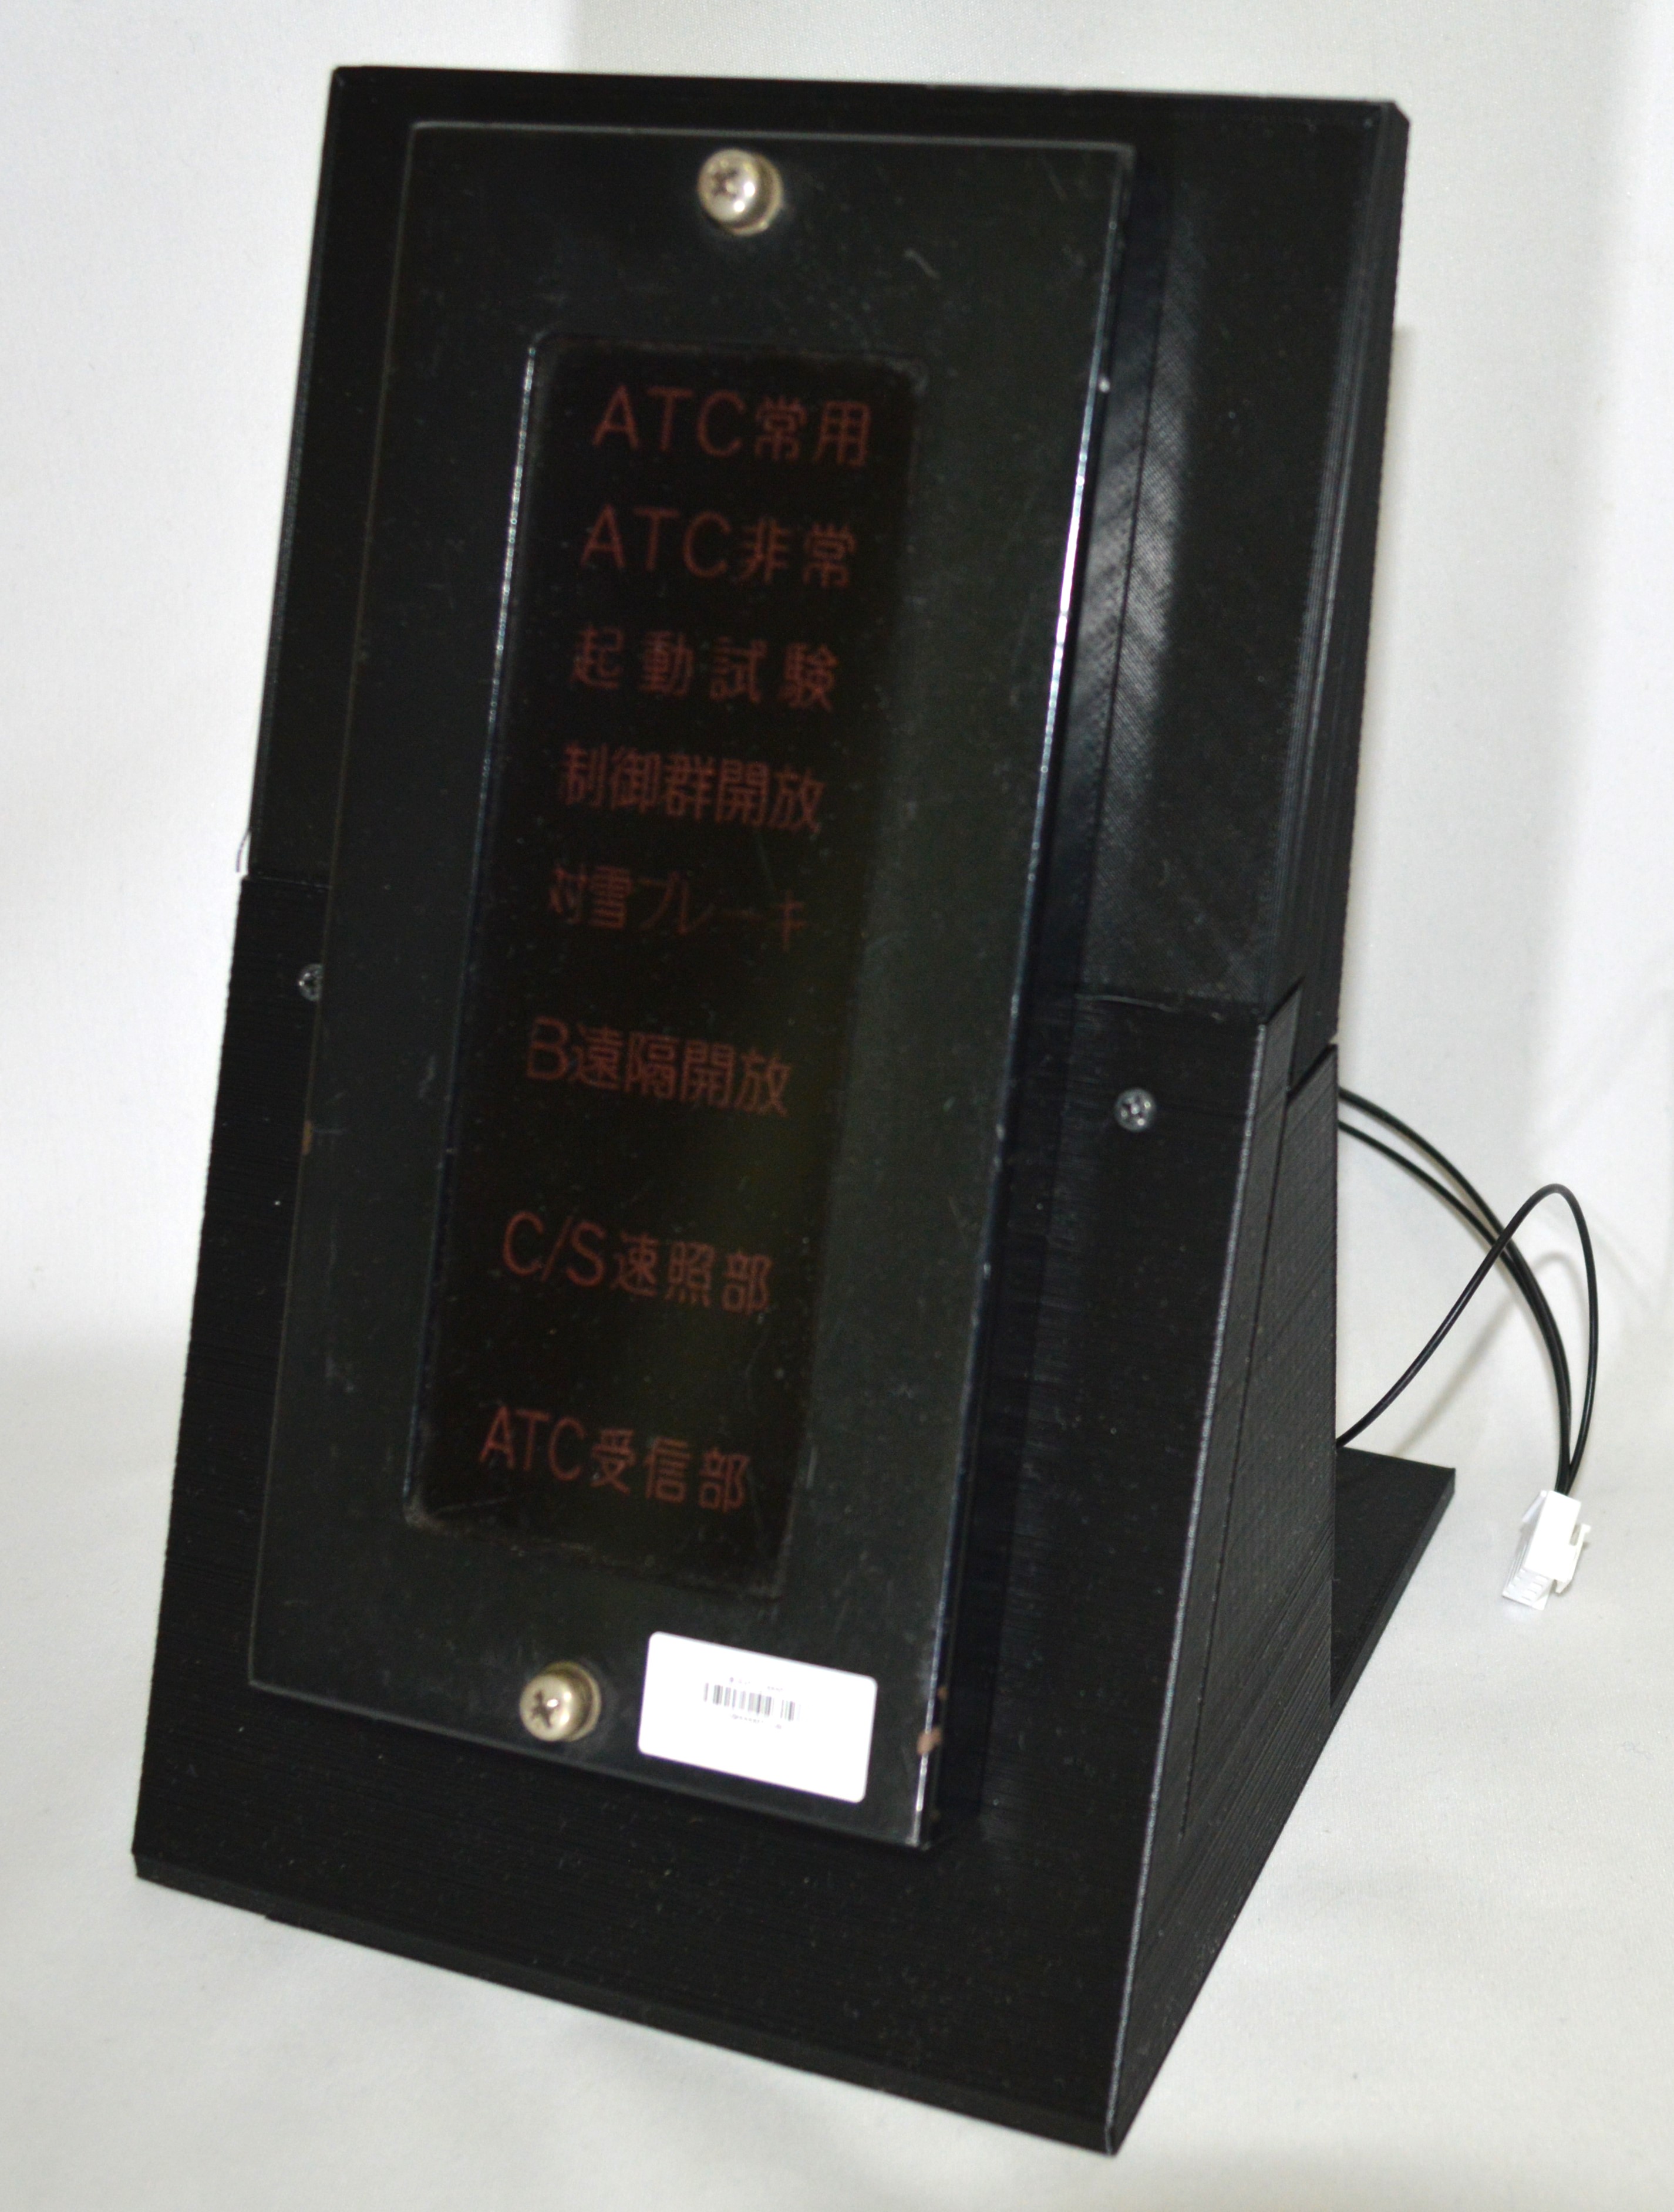 ATC常用
ATC非常
起動試験
制御群開放
対雪ブレーキ
B遠隔開放
C/S速照部
ATC受信部